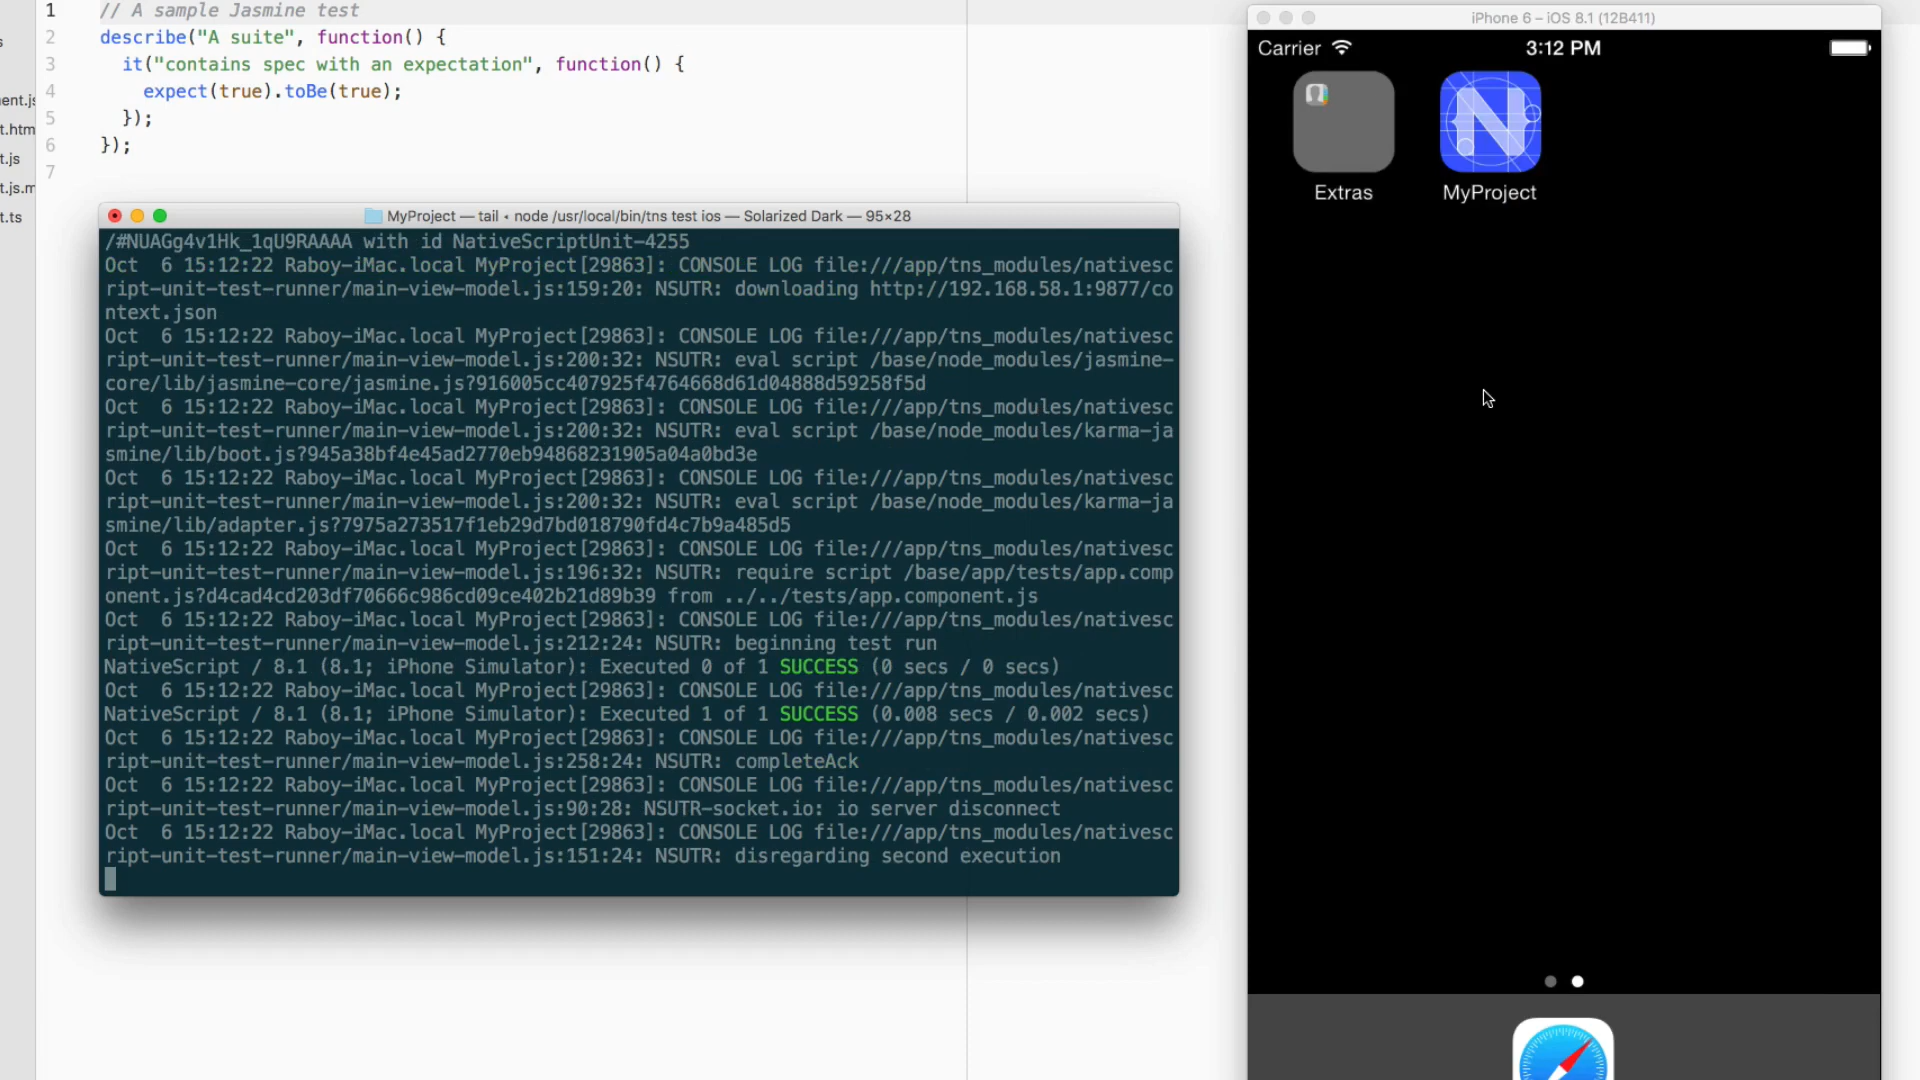 1 // A sample Jasmine test
2 describe("A suite", function() {
3 it("contains spec with an expectation", function() {
4 expect(true).toBe(true);
5 });
6 });
7
s
ent.js
t.htm
t.js
t.js.m
t.ts
MyProject — tail ◂ node /usr/local/bin/tns test ios — Solarized Dark — 95×28
/#NUAGg4v1Hk_1qU9RAAAA with id NativeScriptUnit-4255
Oct  6 15:12:22 Raboy-iMac.local MyProject[29863]: CONSOLE LOG file:///app/tns_modules/nativesc
ript-unit-test-runner/main-view-model.js:159:20: NSUTR: downloading http://192.168.58.1:9877/co
ntext.json
Oct  6 15:12:22 Raboy-iMac.local MyProject[29863]: CONSOLE LOG file:///app/tns_modules/nativesc
ript-unit-test-runner/main-view-model.js:200:32: NSUTR: eval script /base/node_modules/jasmine-
core/lib/jasmine-core/jasmine.js?916005cc407925f4764668d61d04888d59258f5d
Oct  6 15:12:22 Raboy-iMac.local MyProject[29863]: CONSOLE LOG file:///app/tns_modules/nativesc
ript-unit-test-runner/main-view-model.js:200:32: NSUTR: eval script /base/node_modules/karma-ja
smine/lib/boot.js?945a38bf4e45ad2770eb94868231905a04a0bd3e
Oct  6 15:12:22 Raboy-iMac.local MyProject[29863]: CONSOLE LOG file:///app/tns_modules/nativesc
ript-unit-test-runner/main-view-model.js:200:32: NSUTR: eval script /base/node_modules/karma-ja
smine/lib/adapter.js?7975a273517f1eb29d7bd018790fd4c7b9a485d5
Oct  6 15:12:22 Raboy-iMac.local MyProject[29863]: CONSOLE LOG file:///app/tns_modules/nativesc
ript-unit-test-runner/main-view-model.js:196:32: NSUTR: require script /base/app/tests/app.comp
onent.js?d4cad4cd203df70666c986cd09ce402b21d89b39 from ../../tests/app.component.js
Oct  6 15:12:22 Raboy-iMac.local MyProject[29863]: CONSOLE LOG file:///app/tns_modules/nativesc
ript-unit-test-runner/main-view-model.js:212:24: NSUTR: beginning test run
NativeScript / 8.1 (8.1; iPhone Simulator): Executed 0 of 1 SUCCESS (0 secs / 0 secs)
Oct  6 15:12:22 Raboy-iMac.local MyProject[29863]: CONSOLE LOG file:///app/tns_modules/nativesc
NativeScript / 8.1 (8.1; iPhone Simulator): Executed 1 of 1 SUCCESS (0.008 secs / 0.002 secs)
Oct  6 15:12:22 Raboy-iMac.local MyProject[29863]: CONSOLE LOG file:///app/tns_modules/nativesc
ript-unit-test-runner/main-view-model.js:258:24: NSUTR: completeAck
Oct  6 15:12:22 Raboy-iMac.local MyProject[29863]: CONSOLE LOG file:///app/tns_modules/nativesc
ript-unit-test-runner/main-view-model.js:90:28: NSUTR-socket.io: io server disconnect
Oct  6 15:12:22 Raboy-iMac.local MyProject[29863]: CONSOLE LOG file:///app/tns_modules/nativesc
ript-unit-test-runner/main-view-model.js:151:24: NSUTR: disregarding second execution
iPhone 6 – iOS 8.1 (12B411)
Carrier 3:12 PM
Extras MyProject